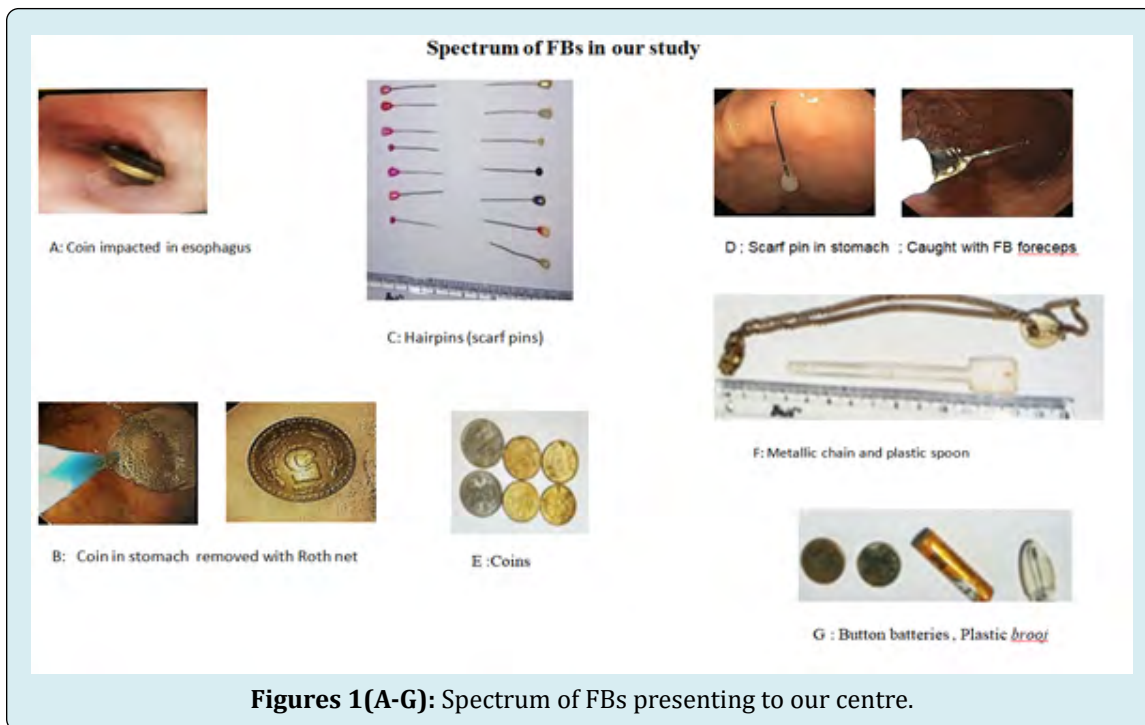 Spectrum of FBs in our study
A: Coin impacted in esophagus
C: Hairpins (scarf pins)
D : Scarf pin in stomach : Caught with FB foreceps
F: Metallic chain and plastic spoon
B: Coin in stomach removed with Roth net
E :Coins
G : Button batteries , Plastic brooj
Figures 1(A-G): Spectrum of FBs presenting to our centre.